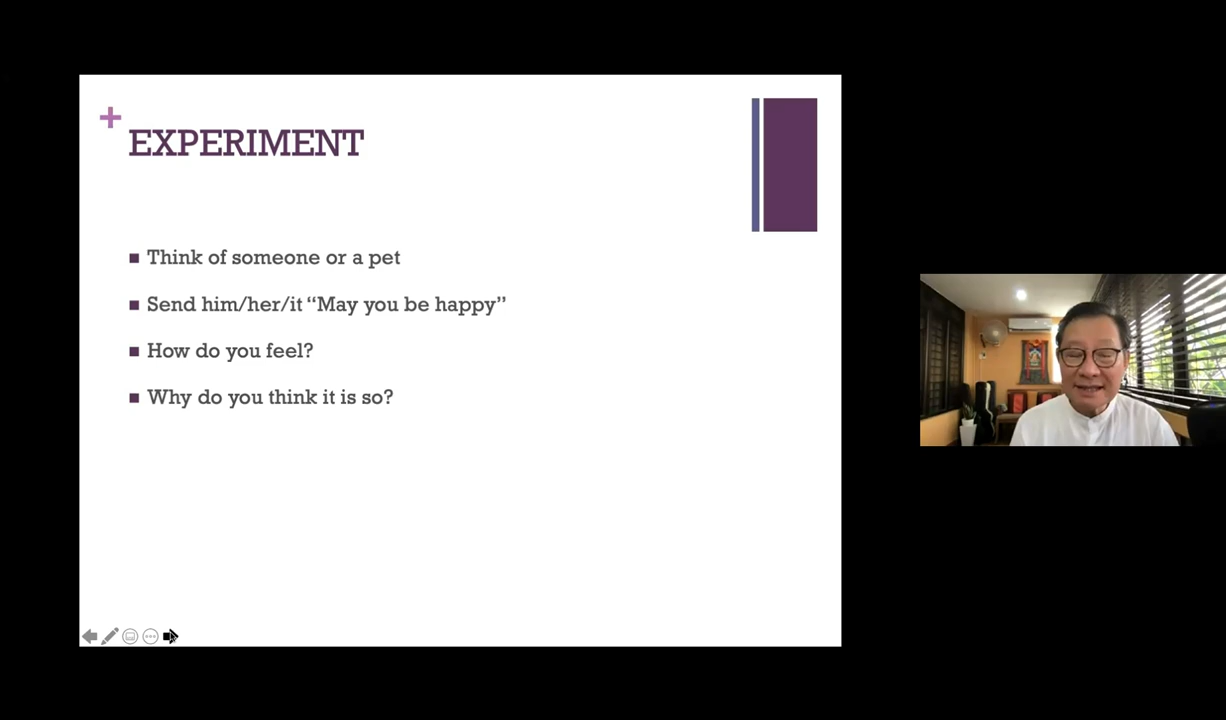 EXPERIMENT
Think of someone or a pet
Send him/her/it “May you be happy”
How do you feel?
Why do you think it is so?